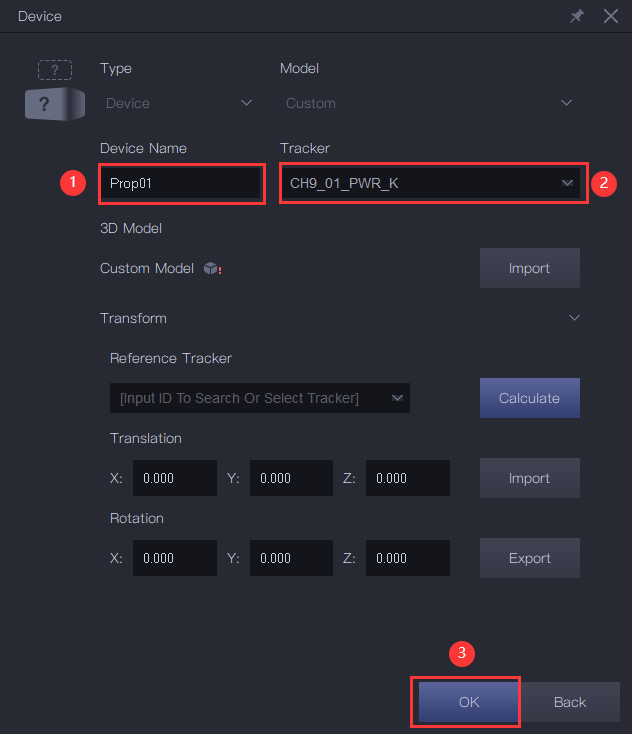 Device
Type Model
? ? Device Custom
Device Name Tracker
1 Prop01 CH9_01_PWR_K 2
3D Model
Custom Model ! Import
Transform
Reference Tracker
[Input ID To Search Or Select Tracker] Calculate
Translation
X: 0.000 Y: 0.000 Z: 0.000 Import
Rotation
X: 0.000 Y: 0.000 Z: 0.000 Export
3
OK Back